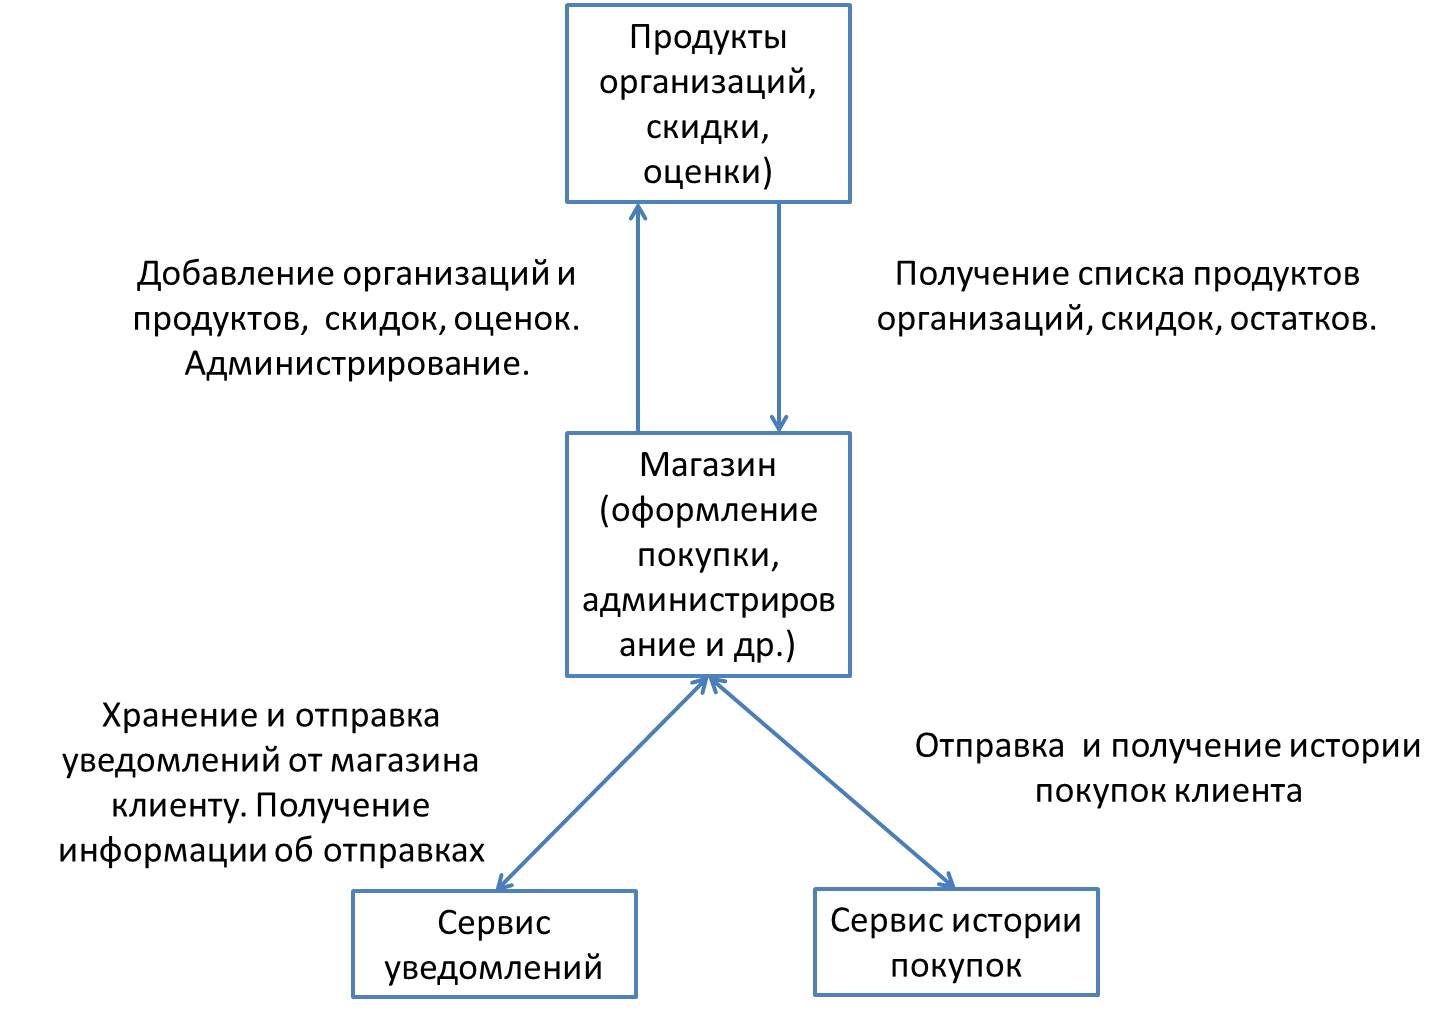 Продукты
организаций,
скидки,
оценки)
Добавление организаций и
продуктов, скидок, оценок.
Администрирование.
Получение списка продуктов
организаций, скидок, остатков.
Магазин
(оформление
покупки,
администриров
ание и др.)
Хранение и отправка
уведомлений от магазина
клиенту. Получение
информации об отправках
Отправка и получение истории
покупок клиента
Сервис
уведомлений
Сервис истории
покупок